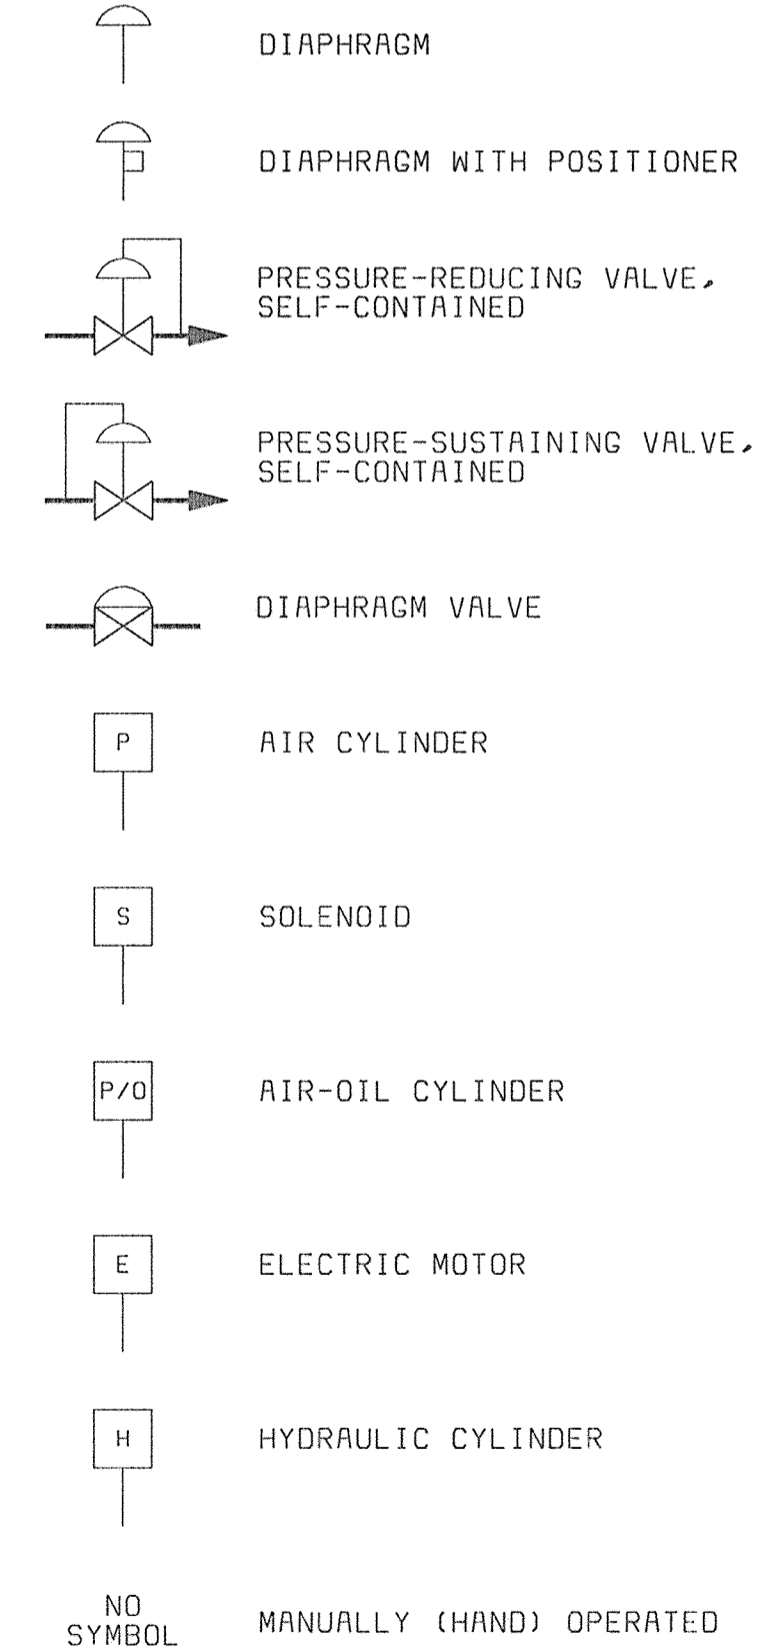 DIAPHRAGM
DIAPHRAGM WITH POSITIONER
PRESSURE-REDUCING VALVE,
SELF-CONTAINED
PRESSURE-SUSTAINING VALVE,
SELF-CONTAINED
DIAPHRAGM VALVE
P AIR CYLINDER
S SOLENOID
P/O AIR-OIL CYLINDER
E ELECTRIC MOTOR
H HYDRAULIC CYLINDER
NO
SYMBOL
MANUALLY (HAND) OPERATED